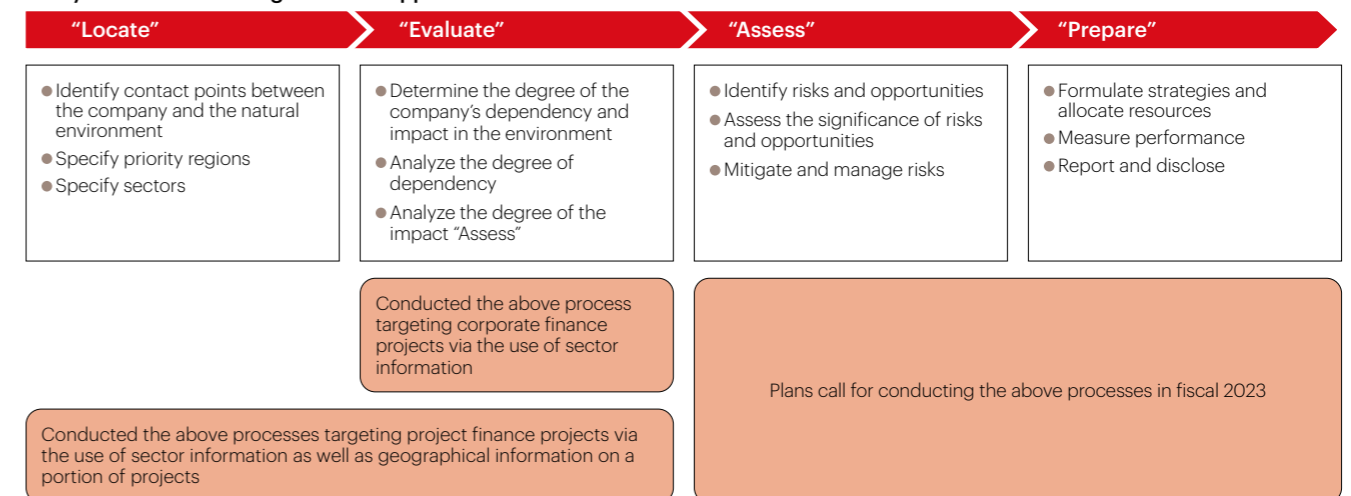 “Locate”
“Evaluate”
“Assess”
“Prepare”
Identify contact points between
the company and the natural
environment
Specify priority regions
Specify sectors
Determine the degree of the
company’s dependency and
impact in the environment
Analyze the degree of
dependency
Analyze the degree of the
impact “Assess”
Identify risks and opportunities
Assess the significance of risks
and opportunities
Mitigate and manage risks
Formulate strategies and
allocate resources
Measure performance
Report and disclose
Conducted the above process
targeting corporate finance
projects via the use of sector
information
Plans call for conducting the above processes in fiscal 2023
Conducted the above processes targeting project finance projects via
the use of sector information as well as geographical information on a
portion of projects